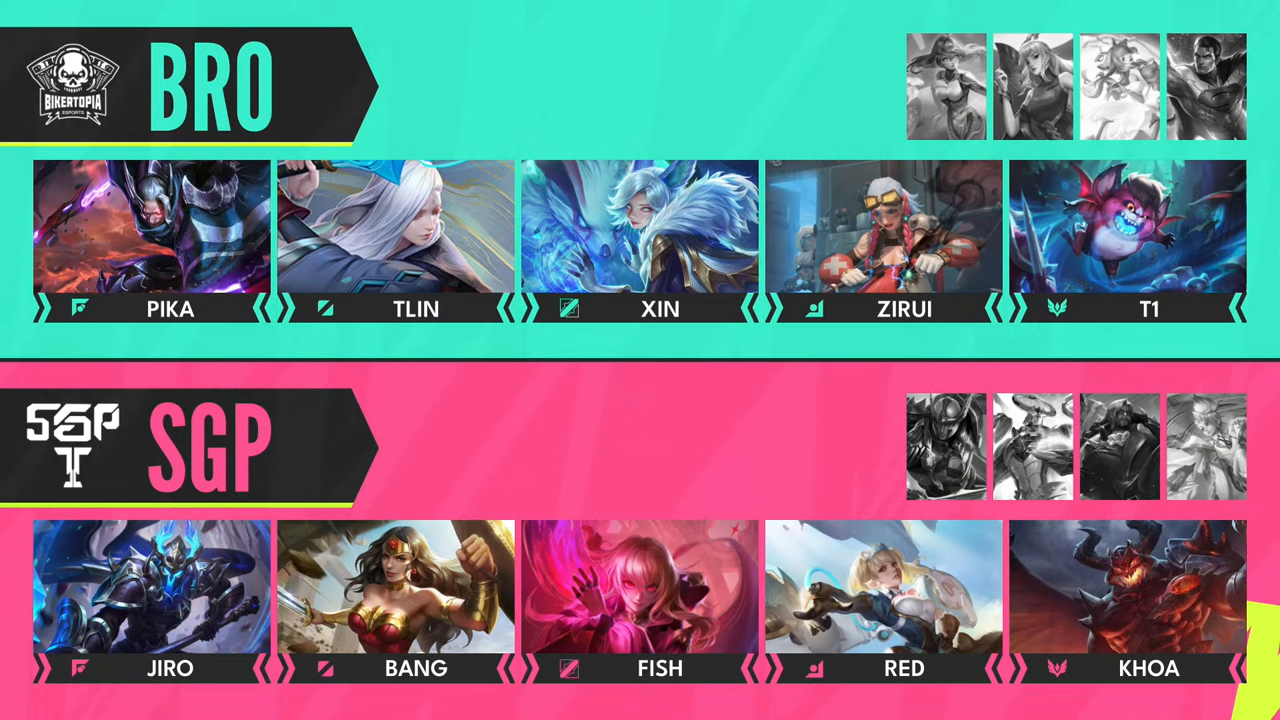 BIKERTOPIA
ESPORTS
BRO
PIKA
TLIN
XIN
ZIRUI
T1
SGP
SGP
JIRO
BANG
FISH
RED
KHOA